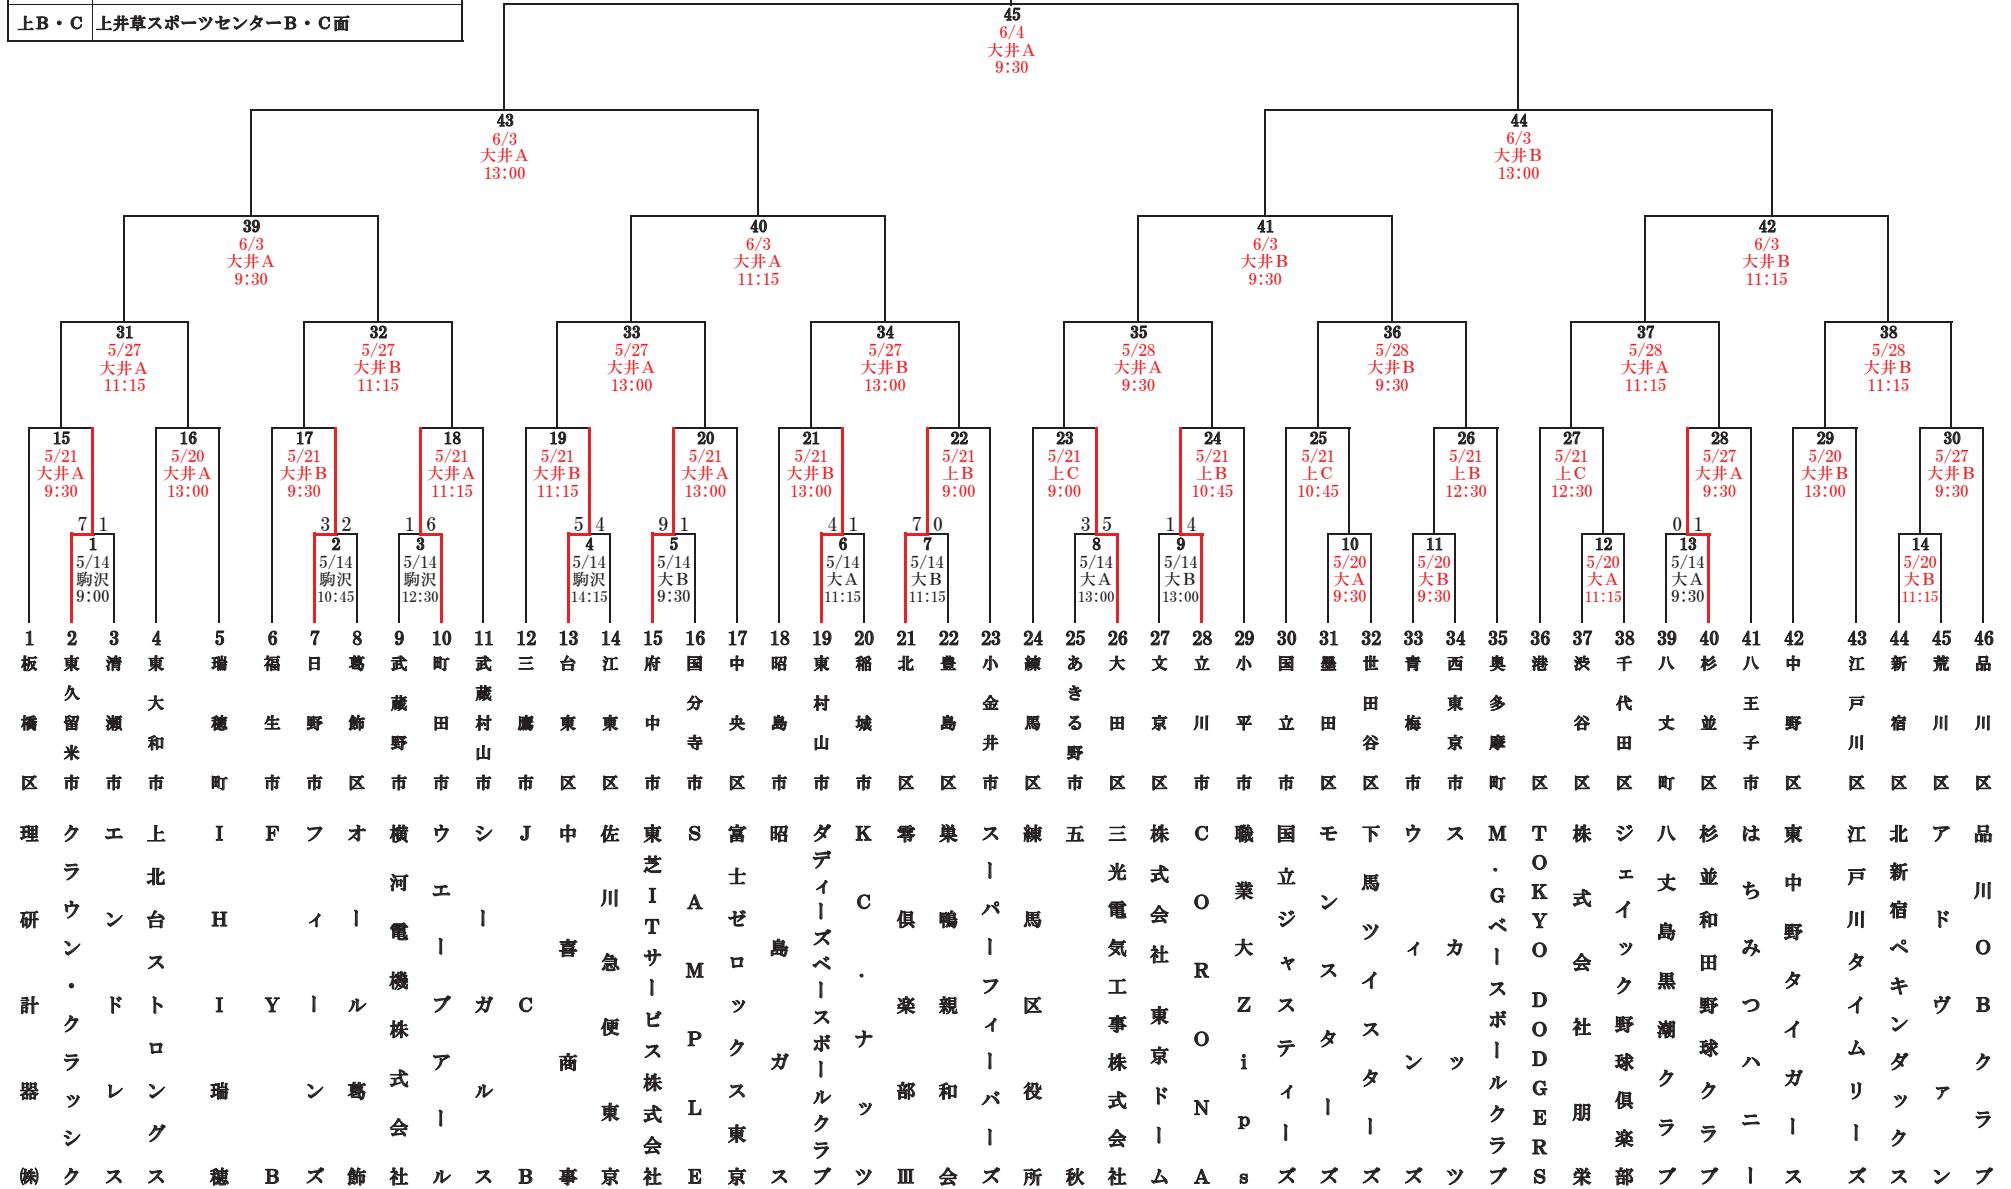 上B・C 上井草スポーツセンターB・C面
45
6/4
大井A
9:30
43
6/3
大井A
13:00
44
6/3
大井B
13:00
39
6/3
大井A
9:30
40
6/3
大井A
11:15
41
6/3
大井B
9:30
42
6/3
大井B
11:15
31
5/27
大井A
11:15
32
5/27
大井B
11:15
33
5/27
大井A
13:00
34
5/27
大井B
13:00
35
5/28
大井A
9:30
36
5/28
大井B
9:30
37
5/28
大井A
11:15
38
5/28
大井B
11:15
15
5/21
大井A
9:30
16
5/20
大井A
13:00
17
5/21
大井B
9:30
18
5/21
大井A
11:15
19
5/21
大井B
11:15
20
5/21
大井A
13:00
21
5/21
大井B
13:00
22
5/21
上B
9:00
23
5/21
上C
9:00
24
5/21
上B
10:45
25
5/21
上C
10:45
26
5/21
上B
12:30
27
5/21
上C
12:30
28
5/27
大井A
9:30
29
5/20
大井B
13:00
30
5/27
大井B
9:30
7 1
1
5/14
駒沢
9:00
3 2
2
5/14
駒沢
10:45
1 6
3
5/14
駒沢
12:30
5 4
4
5/14
駒沢
14:15
9 1
5
5/14
大B
9:30
4 1
6
5/14
大A
11:15
7 0
7
5/14
大B
11:15
3 5
8
5/14
大A
13:00
1 4
9
5/14
大B
13:00
10
5/20
大A
9:30
11
5/20
大B
9:30
12
5/20
大A
11:15
0 1
13
5/14
大A
9:30
14
5/20
大B
11:15
1 板橋区 理研計器㈱
2 東久留米市 クラウン・クラッシク
3 清瀬市 エンドレス
4 東大和市 上北台ストロングス
5 瑞穂町 IHI瑞穂
6 福生市 FYB
7 日野市 フィーンズ
8 葛飾区 オール葛飾
9 武蔵野市 横河電機株式会社
10 町田市 ウエープアール
11 武蔵村山市 シーガルス
12 三鷹市 JCB
13 台東区 中喜商事
14 江東区 佐川急便東京
15 府中市 東芝ITサービス株式会社
16 国分寺市 SAMPLE
17 中央区 富士ゼロックス東京
18 昭島市 昭島ガス
19 東村山市 ダディーズベースボールクラブ
20 稲城市 KC.ナッツ
21 北区 零倶楽部Ⅲ
22 豊島区 巣鴨親和会
23 小金井市 スーパーフィーバーズ
24 練馬区 練馬区役所
25 あきる野市 五秋
26 大田区 三光電気工事株式会社
27 文京区 株式会社 東京ドーム
28 立川市 CORONA
29 小平市 職業大Zips
30 国立市 国立ジャスティーズ
31 墨田区 モンスターズ
32 世田谷区 下馬ツイスターズ
33 青梅市 ウィンズ
34 西東京市 スカッツ
35 奥多摩町 M.Gベースボールクラブ
36 港区 TOKYO DODGERS
37 渋谷区 株式会社朋栄
38 千代田区 ジェイック野球倶楽部
39 八丈町 八丈島黒潮クラブ
40 杉並区 杉並和田野球クラブ
41 八王子市 はちみつハニー
42 中野区 東中野タイガース
43 江戸川区 江戸川タイムリーズ
44 新宿区 北新宿ペキンダックス
45 荒川区 アドヴァン
46 品川区 品川OBクラブ